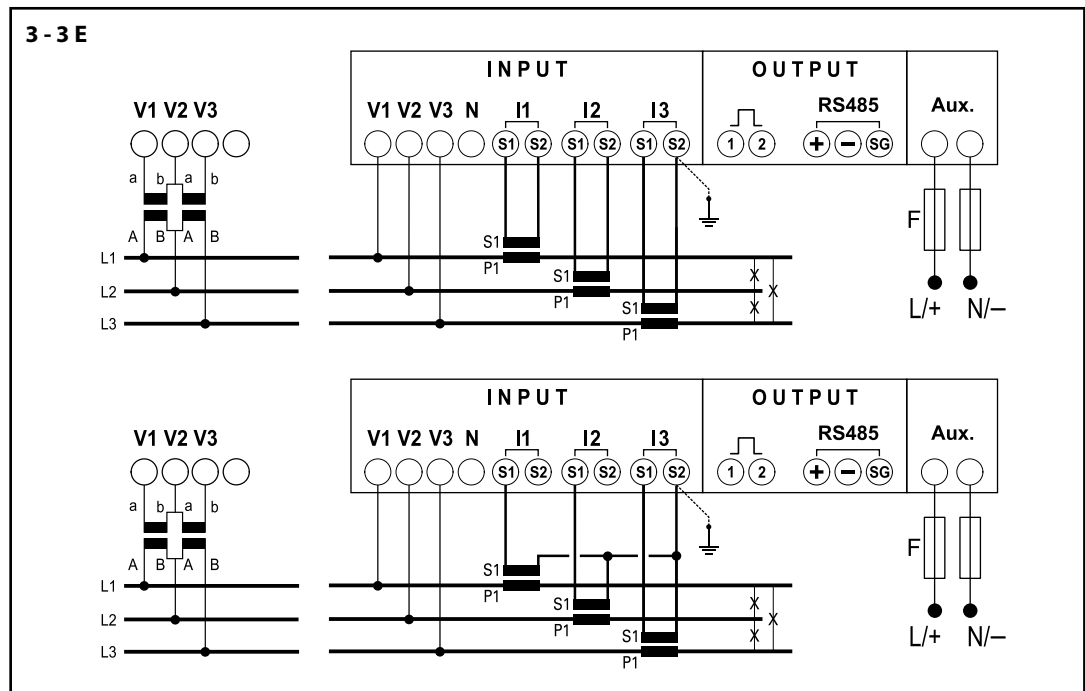 3-3E
INPUT OUTPUT
V1 V2 V3 V1 V2 V3 N I1 I2 I3 RS485 Aux.
S1 S2 S1 S2 S1 S2 1 2 + − SG
a b a b
F
A B A B
S1
L1 P1 X
S1
L2 P1 X
S1 X L/+ N/−
L3
P1
INPUT OUTPUT
V1 V2 V3 V1 V2 V3 N I1 I2 I3 RS485 Aux.
S1 S2 S1 S2 S1 S2 1 2 + − SG
a b a b
F
A B A B
S1
L1 P1 X
S1
L2 P1 X
S1 X L/+ N/−
L3
P1